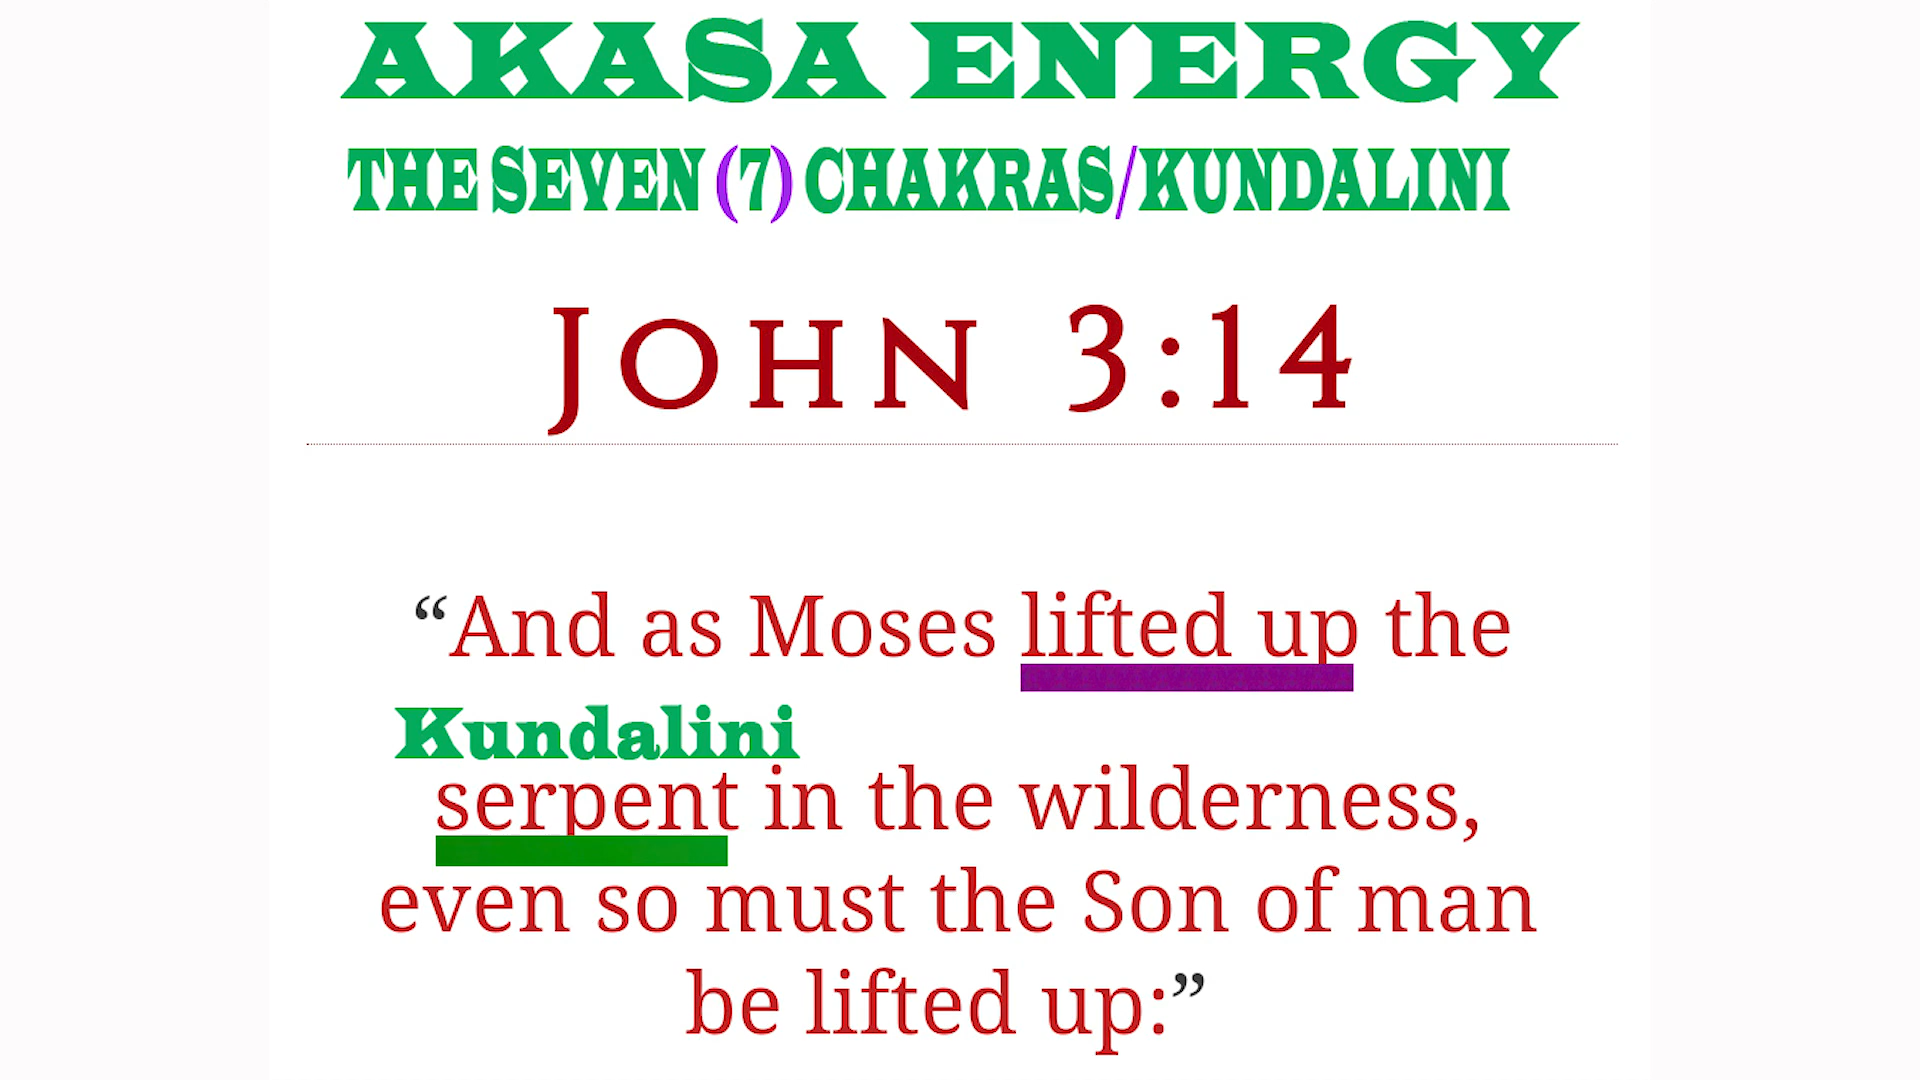 AKASA ENERGY
THE SEVEN (7) CHAKRAS/KUNDALINI
JOHN 3:14
“And as Moses lifted up the
Kundalini
serpent in the wilderness,
even so must the Son of man
be lifted up:”